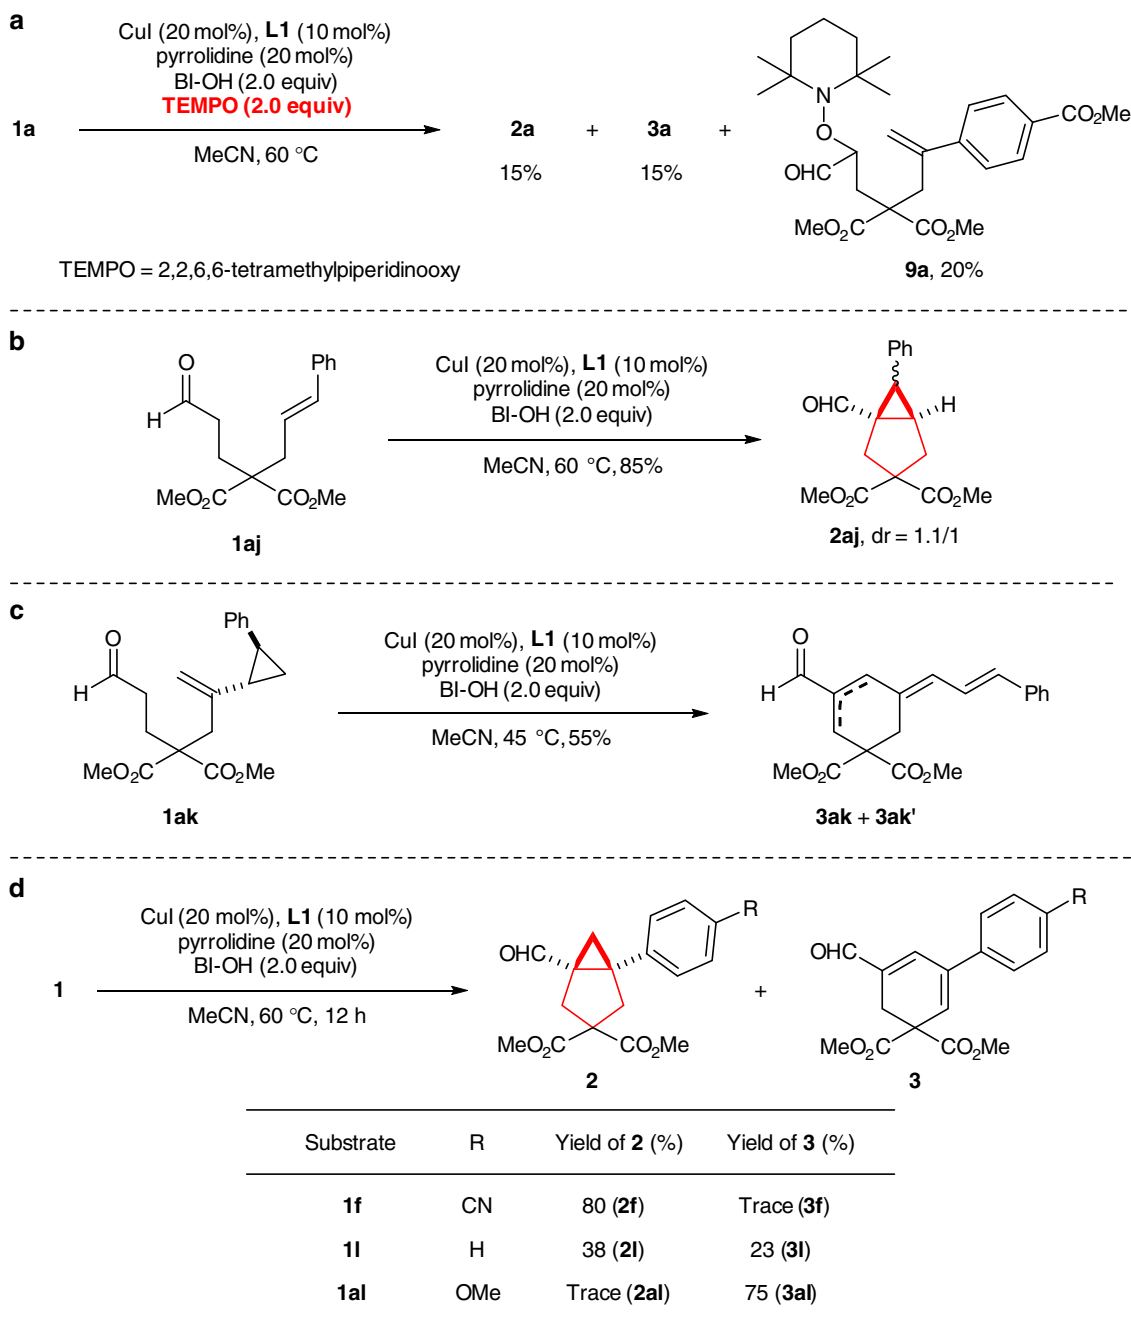 a
CuI (20 mol%), L1 (10 mol%)
pyrrolidine (20 mol%)
BI-OH (2.0 equiv)
TEMPO (2.0 equiv)
1a
MeCN, 60 °C
2a + 3a +
15% 15%
N
O
OHC
CO2Me
MeO2C CO2Me
9a, 20%
TEMPO = 2,2,6,6-tetramethylpiperidinooxy
b
O
H
Ph
MeO2C CO2Me
1aj
CuI (20 mol%), L1 (10 mol%)
pyrrolidine (20 mol%)
BI-OH (2.0 equiv)
MeCN, 60 °C, 85%
Ph
OHC H
MeO2C CO2Me
2aj, dr = 1.1/1
c
Ph
O
H
MeO2C CO2Me
1ak
CuI (20 mol%), L1 (10 mol%)
pyrrolidine (20 mol%)
BI-OH (2.0 equiv)
MeCN, 45 °C, 55%
O
H
Ph
MeO2C CO2Me
3ak + 3ak'
d
CuI (20 mol%), L1 (10 mol%)
pyrrolidine (20 mol%)
BI-OH (2.0 equiv)
1
MeCN, 60 °C, 12 h
R
OHC
MeO2C CO2Me
2
+
R
OHC
MeO2C CO2Me
3
Substrate R Yield of 2 (%) Yield of 3 (%)
1f CN 80 (2f) Trace (3f)
1l H 38 (2l) 23 (3l)
1al OMe Trace (2al) 75 (3al)